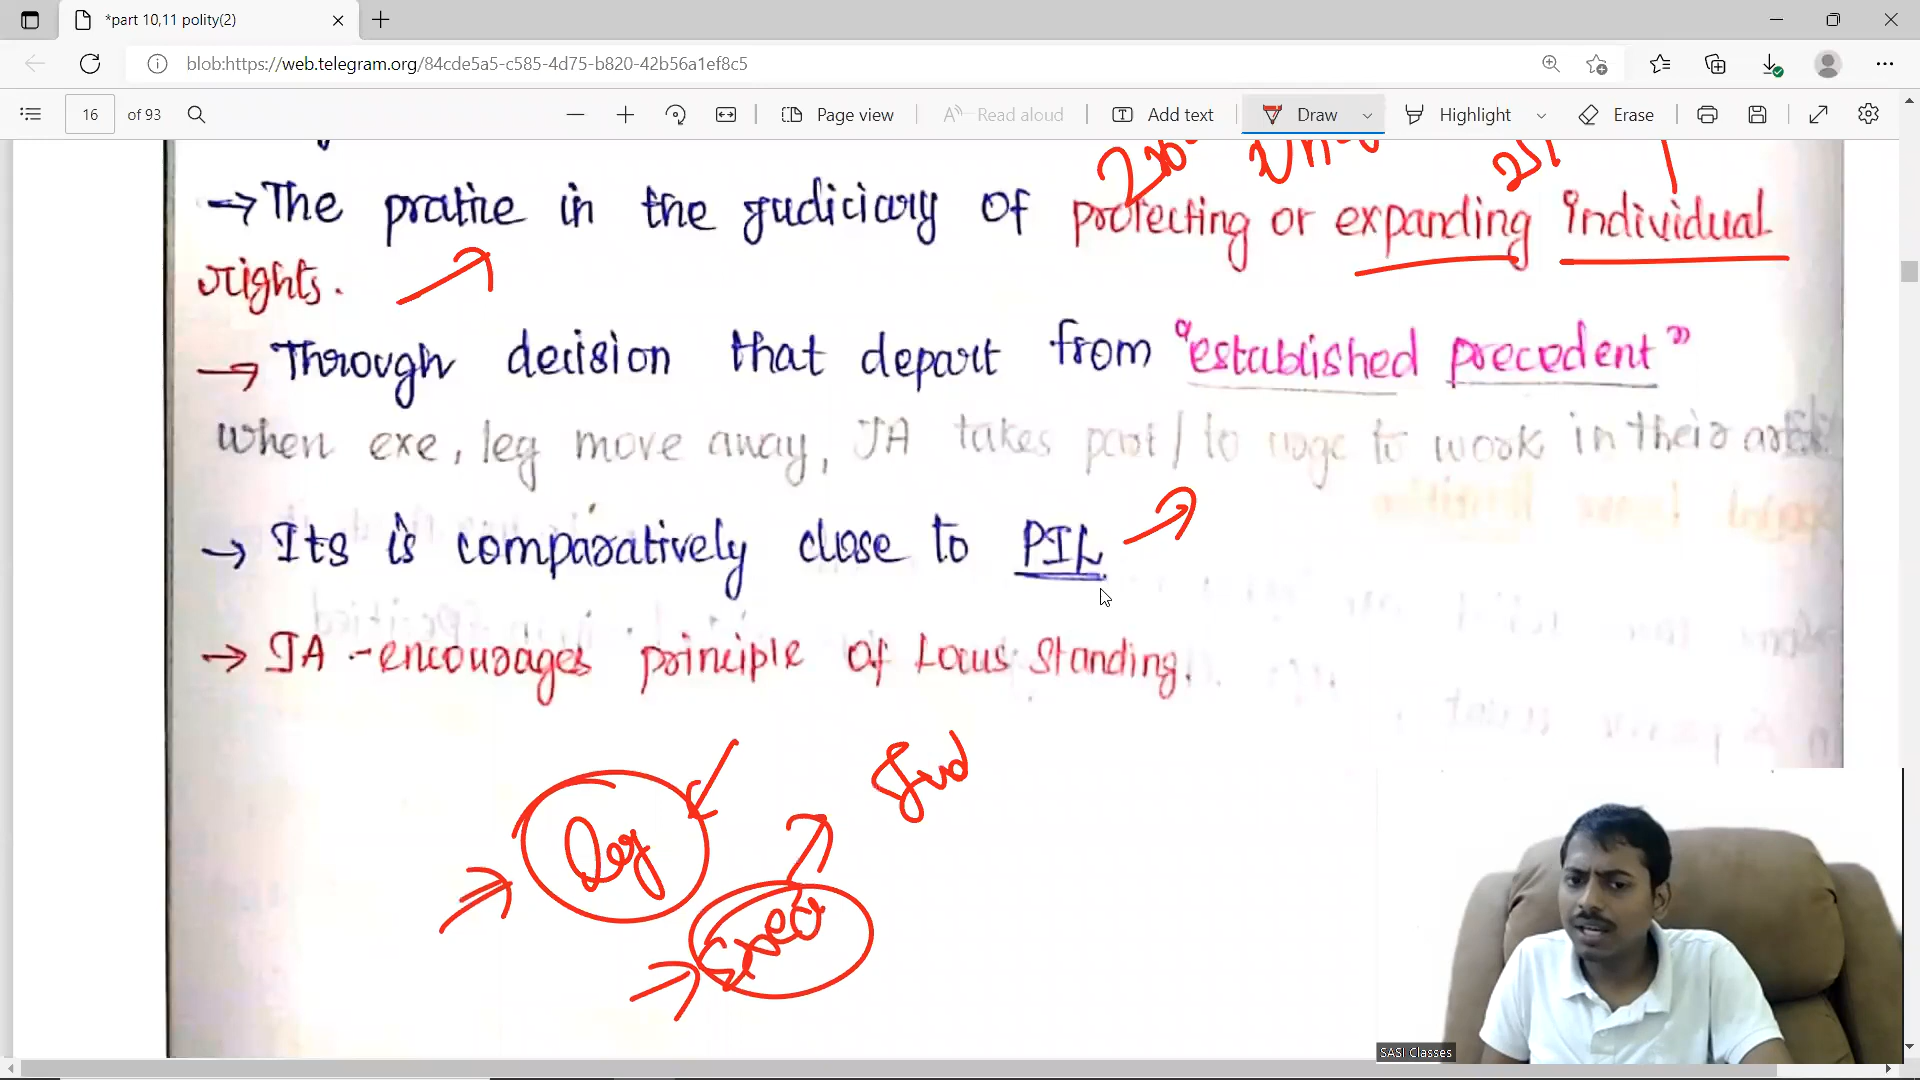 *part 10,11 polity(2)
blob:https://web.telegram.org/84cde5a5-c585-4d75-b820-42b56a1ef8c5
16 of 93 Page view Read aloud Add text Draw Highlight Erase
→ The pratice in the judiciary of protecting or expanding individual
rights.
→ Through decision that depart from "established precedent"
when exe, leg move away, JA takes part / to urge to work in their
→ Its is comparatively close to PIL
→ JA - encourages principle of Locus Standing.
Jud
Leg
Exec
SASI Classes